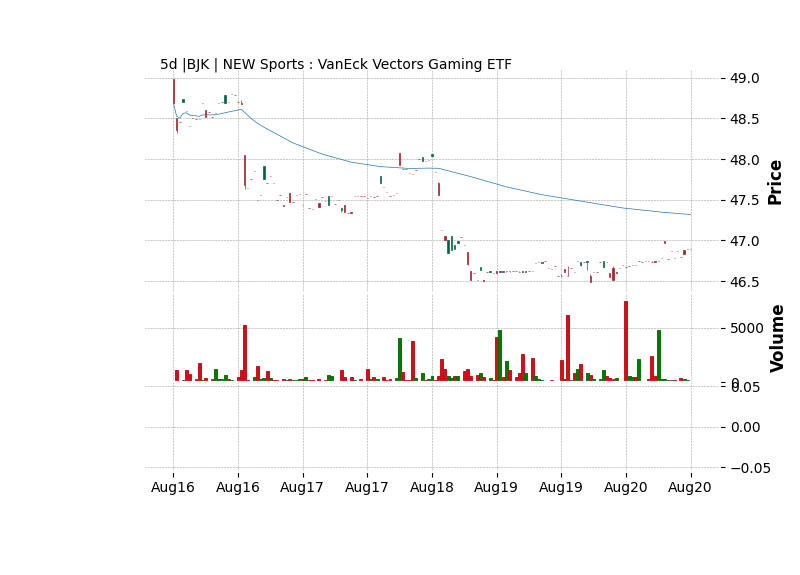 5d |BJK | NEW Sports : VanEck Vectors Gaming ETF
49.0
48.5
48.0
47.5
47.0
46.5
Price
5000
0
Volume
0.05
0.00
−0.05
Aug16 Aug16 Aug17 Aug17 Aug18 Aug19 Aug19 Aug20 Aug20